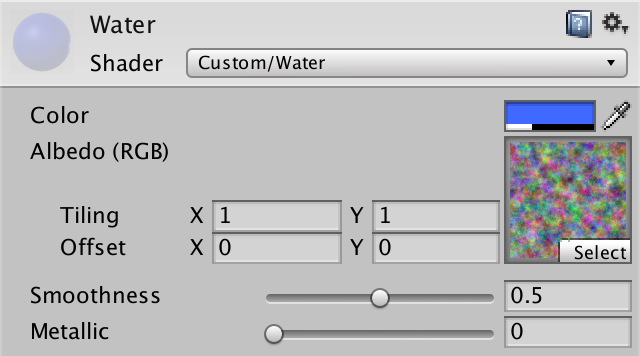 Water
Shader Custom/Water
Color
Albedo (RGB)
Tiling X 1 Y 1
Offset X 0 Y 0
Select
Smoothness 0.5
Metallic 0